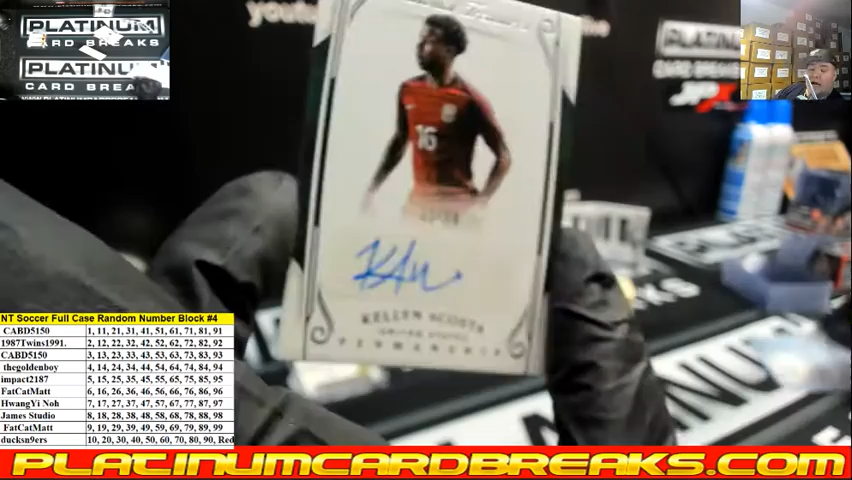 PLATINUM
CARD BREAKS
PLATINUM
CARD BREA
youtu
PLATINUM
16
KELLYN ACOSTA
UNITED STATES
PENMANSHIP
PLATINU
NT Soccer Full Case Random Number Block #4
CABD5150 1, 11, 21, 31, 41, 51, 61, 71, 81, 91
1987Twins1991. 2, 12, 22, 32, 42, 52, 62, 72, 82, 92
CABD5150 3, 13, 23, 33, 43, 53, 63, 73, 83, 93
thegoldenboy 4, 14, 24, 34, 44, 54, 64, 74, 84, 94
impact2187 5, 15, 25, 35, 45, 55, 65, 75, 85, 95
FatCatMatt 6, 16, 26, 36, 46, 56, 66, 76, 86, 96
HwangYi Noh 7, 17, 27, 37, 47, 57, 67, 77, 87, 97
James Studio 8, 18, 28, 38, 48, 58, 68, 78, 88, 98
FatCatMatt 9, 19, 29, 39, 49, 59, 69, 79, 89, 99
ducksn9ers 10, 20, 30, 40, 50, 60, 70, 80, 90, Red
PLATINUMCARDBREAKS.COM